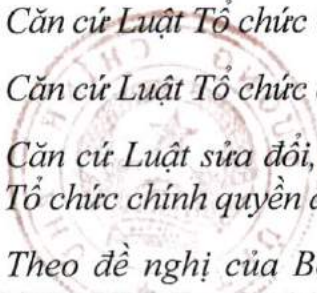 Căn cứ Luật Tổ chức
Căn cứ Luật Tổ chức
Căn cứ Luật sửa đổi,
Tổ chức chính quyền
Theo đề nghị của